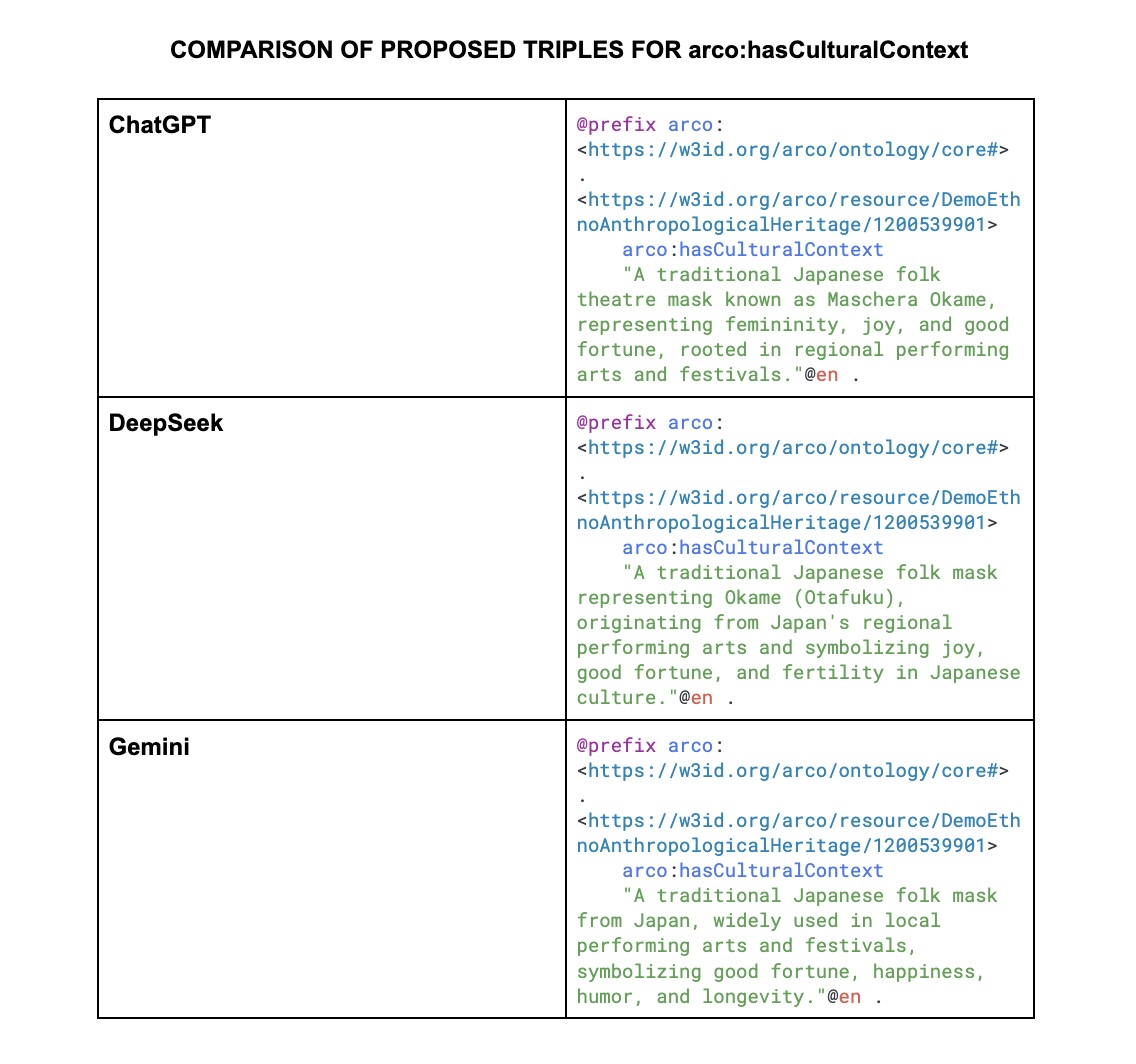 COMPARISON OF PROPOSED TRIPLES FOR arco:hasCulturalContext
ChatGPT
@prefix arco:
<https://w3id.org/arco/ontology/core#>
.
<https://w3id.org/arco/resource/DemoEth
noAnthropologicalHeritage/1200539901>
arco:hasCulturalContext
"A traditional Japanese folk
theatre mask known as Maschera Okame,
representing femininity, joy, and good
fortune, rooted in regional performing
arts and festivals."@en .
DeepSeek
@prefix arco:
<https://w3id.org/arco/ontology/core#>
.
<https://w3id.org/arco/resource/DemoEth
noAnthropologicalHeritage/1200539901>
arco:hasCulturalContext
"A traditional Japanese folk mask
representing Okame (Otafuku),
originating from Japan's regional
performing arts and symbolizing joy,
good fortune, and fertility in Japanese
culture."@en .
Gemini
@prefix arco:
<https://w3id.org/arco/ontology/core#>
.
<https://w3id.org/arco/resource/DemoEth
noAnthropologicalHeritage/1200539901>
arco:hasCulturalContext
"A traditional Japanese folk mask
from Japan, widely used in local
performing arts and festivals,
symbolizing good fortune, happiness,
humor, and longevity."@en .